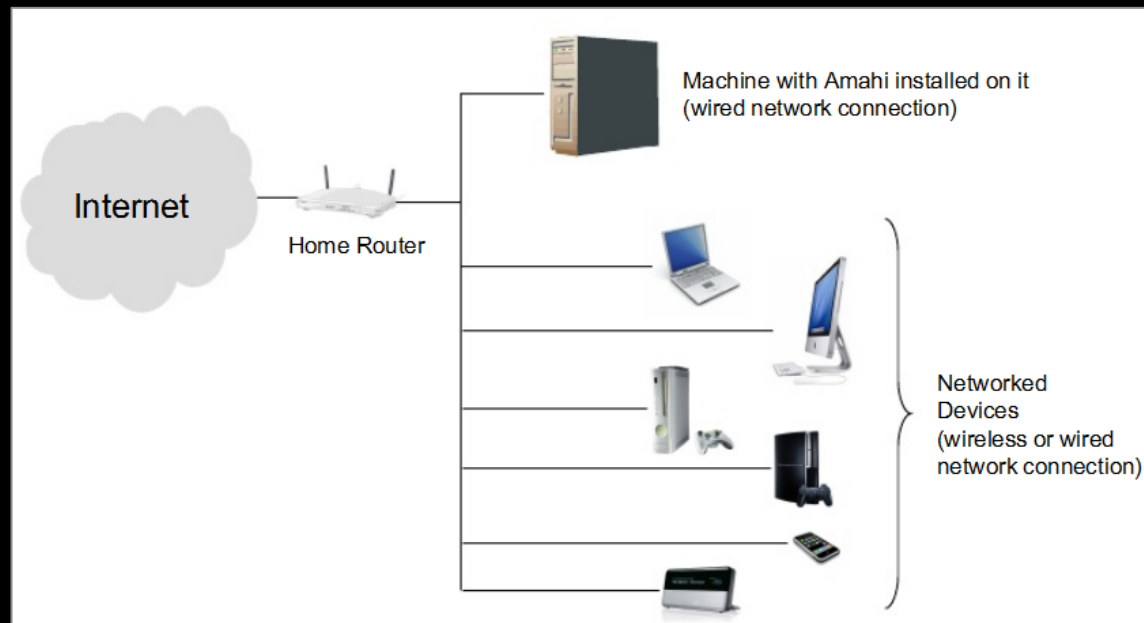 Machine with Amahi installed on it
(wired network connection)
Internet
Home Router
Networked
Devices
(wireless or wired
network connection)